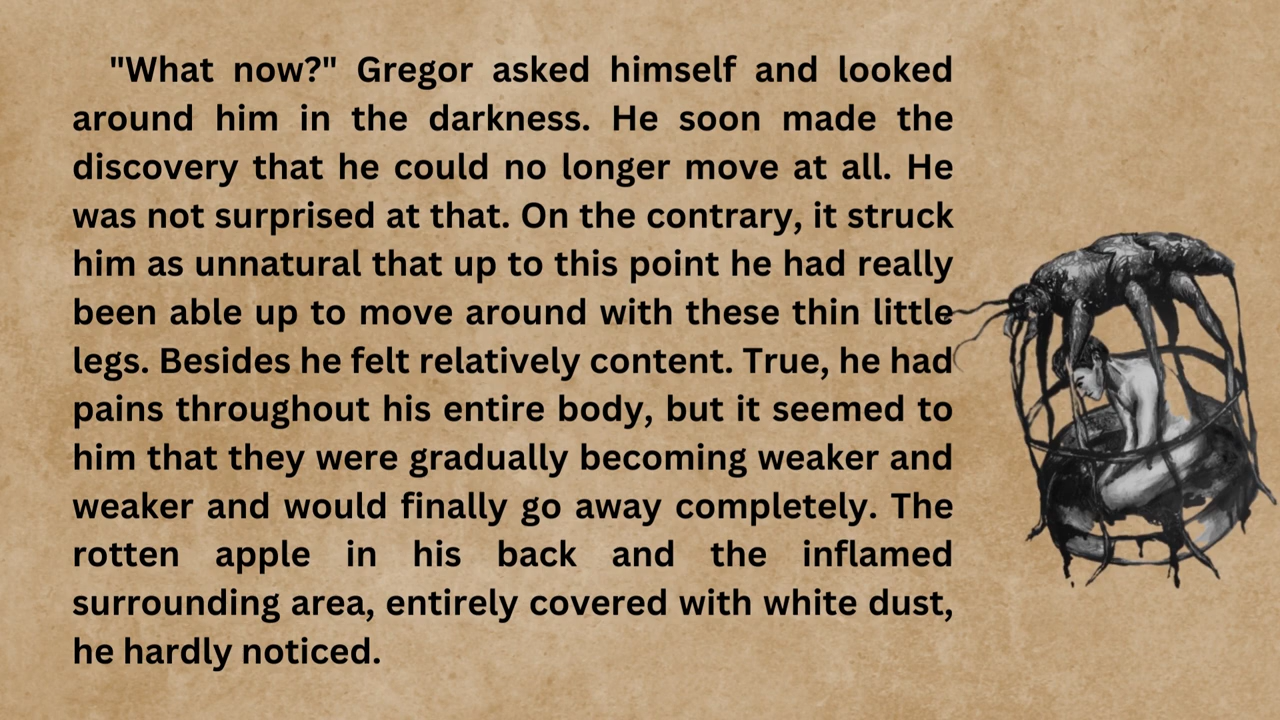 "What now?" Gregor asked himself and looked
around him in the darkness. He soon made the
discovery that he could no longer move at all. He
was not surprised at that. On the contrary, it struck
him as unnatural that up to this point he had really
been able up to move around with these thin little
legs. Besides he felt relatively content. True, he had
pains throughout his entire body, but it seemed to
him that they were gradually becoming weaker and
weaker and would finally go away completely. The
rotten apple in his back and the inflamed
surrounding area, entirely covered with white dust,
he hardly noticed.